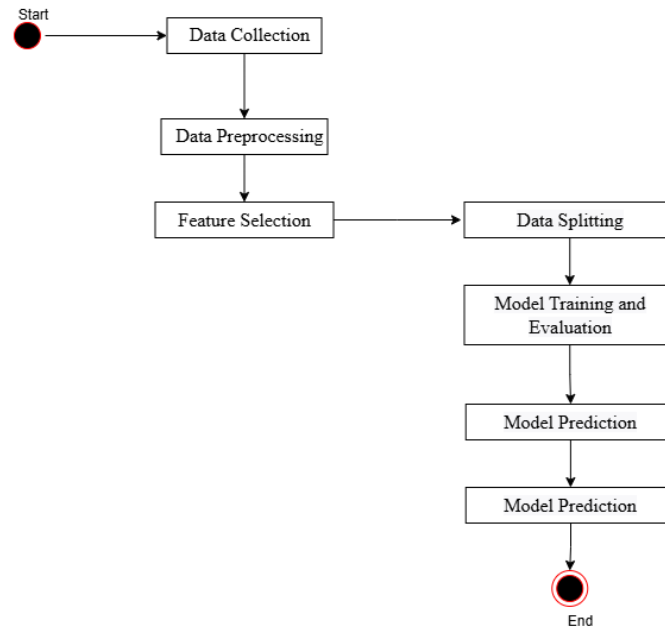 Start
Data Collection
Data Preprocessing
Feature Selection
Data Splitting
Model Training and
Evaluation
Model Prediction
Model Prediction
End